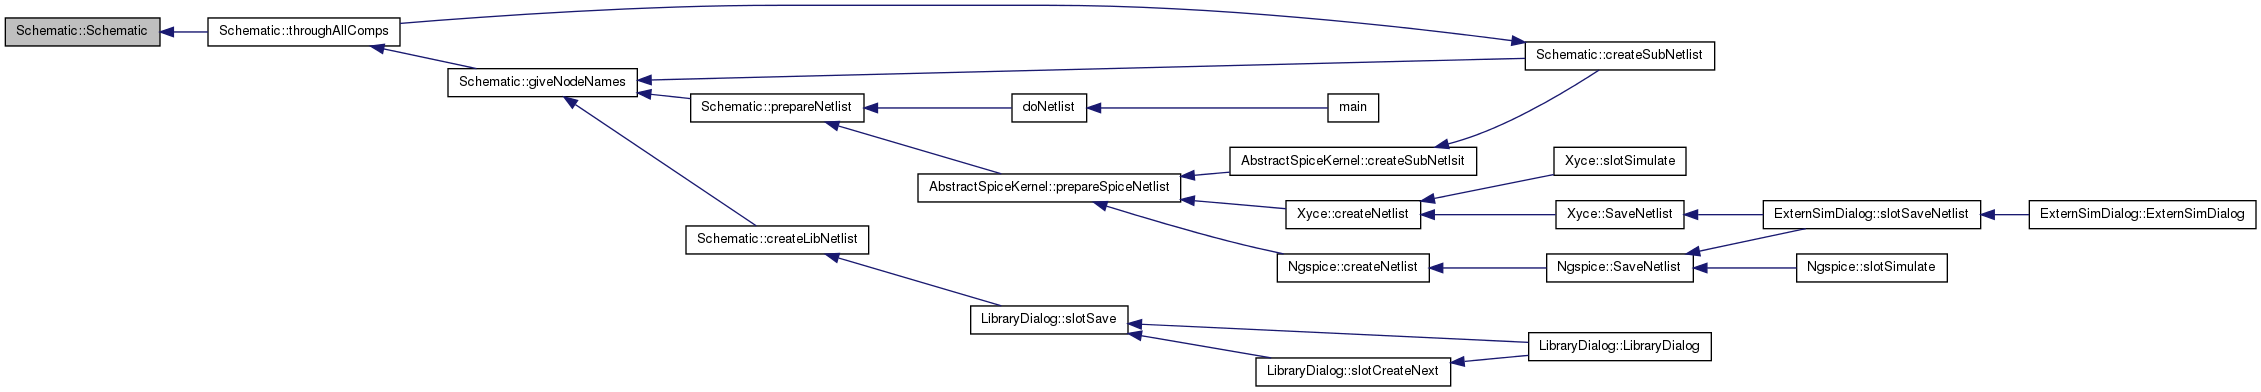 Schematic::Schematic
Schematic::throughAllComps
Schematic::createSubNetlist
Schematic::giveNodeNames
Schematic::prepareNetlist
doNetlist
main
AbstractSpiceKernel::createSubNetlsit
Xyce::slotSimulate
AbstractSpiceKernel::prepareSpiceNetlist
Xyce::createNetlist
Xyce::SaveNetlist
ExternSimDialog::slotSaveNetlist
ExternSimDialog::ExternSimDialog
Schematic::createLibNetlist
Ngspice::createNetlist
Ngspice::SaveNetlist
Ngspice::slotSimulate
LibraryDialog::slotSave
LibraryDialog::LibraryDialog
LibraryDialog::slotCreateNext